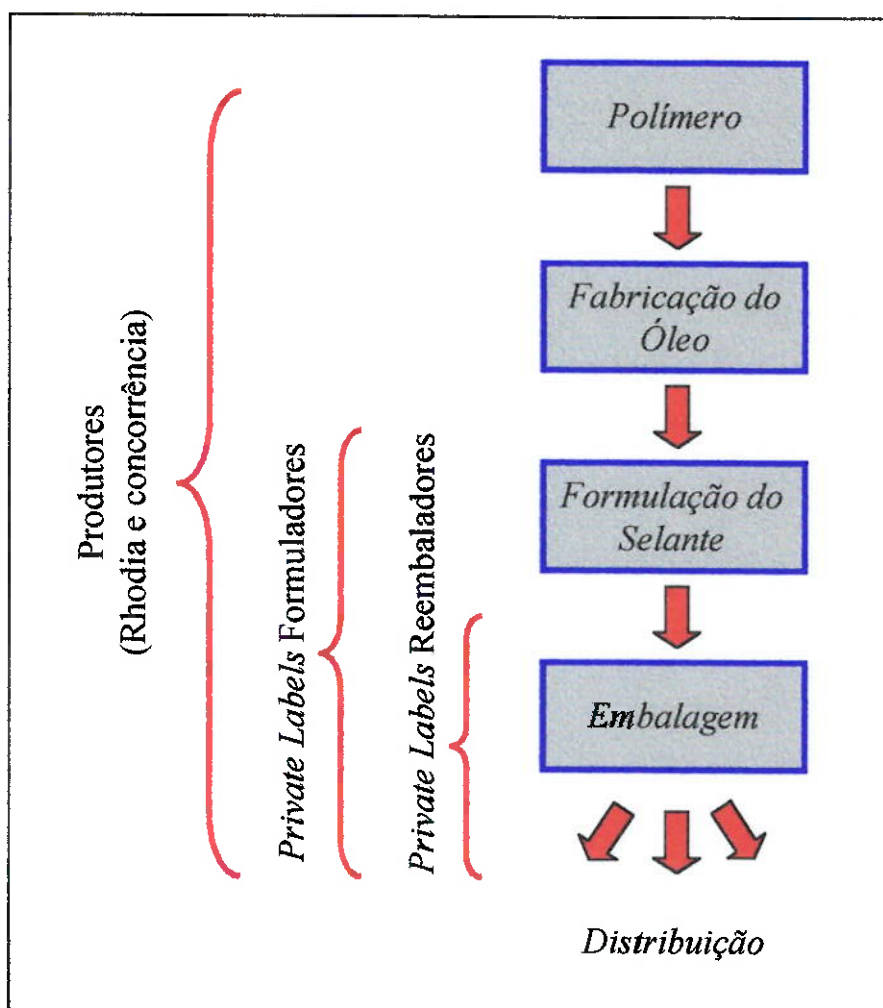 Produtores
(Rhodia e concorrência)
Private Labels Formuladores
Private Labels Reembaladores
Polímero
Fabricação do
Óleo
Formulação do
Selante
Embalagem
Distribuição